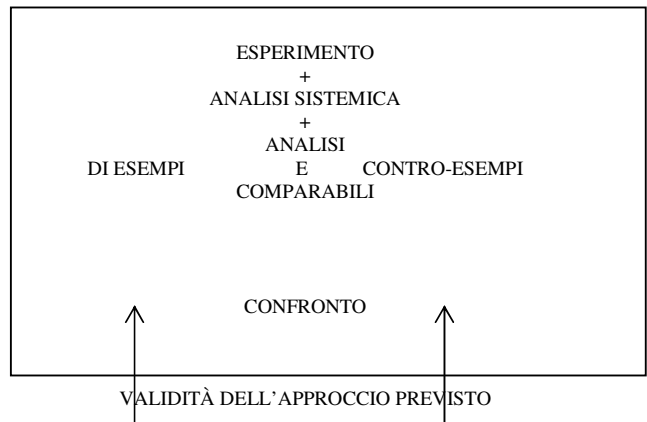 ESPERIMENTO
+
ANALISI SISTEMICA
+
ANALISI
DI ESEMPI E CONTRO-ESEMPI
COMPARABILI
CONFRONTO
VALIDITÀ DELL’APPROCCIO PREVISTO